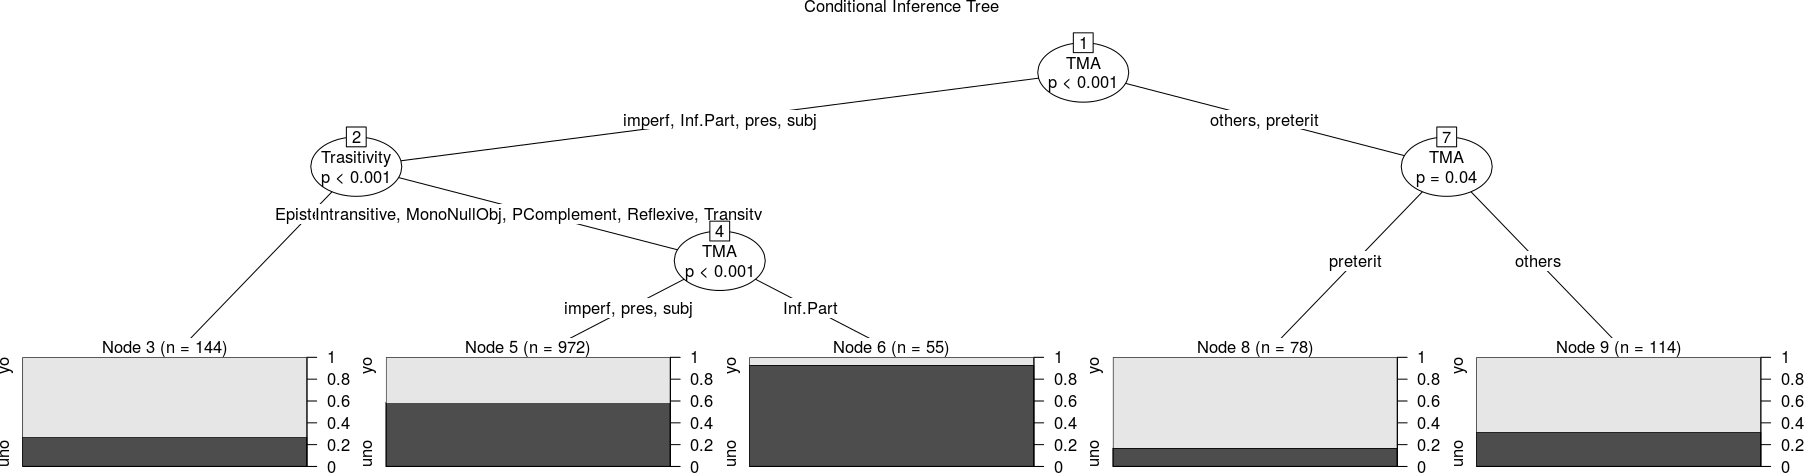 Conditional Inference Tree
1
TMA
p < 0.001
imperf, Inf.Part, pres, subj
others, preterit
2
Trasitivity
p < 0.001
7
TMA
p = 0.04
Intransitive, MonoNullObj, PComplement, Reflexive, Transitv
4
TMA
p < 0.001
preterit
others
imperf, pres, subj
Inf.Part
Node 3 (n = 144)
yo
uno
1
0.8
0.6
0.4
0.2
0
Node 5 (n = 972)
yo
uno
1
0.8
0.6
0.4
0.2
0
Node 6 (n = 55)
yo
uno
1
0.8
0.6
0.4
0.2
0
Node 8 (n = 78)
yo
uno
1
0.8
0.6
0.4
0.2
0
Node 9 (n = 114)
yo
uno
1
0.8
0.6
0.4
0.2
0